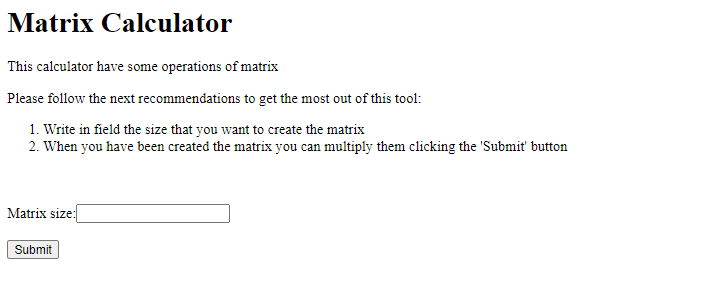 Matrix Calculator
This calculator have some operations of matrix
Please follow the next recommendations to get the most out of this tool:
1. Write in field the size that you want to create the matrix
2. When you have been created the matrix you can multiply them clicking the 'Submit' button
Matrix size:
Submit